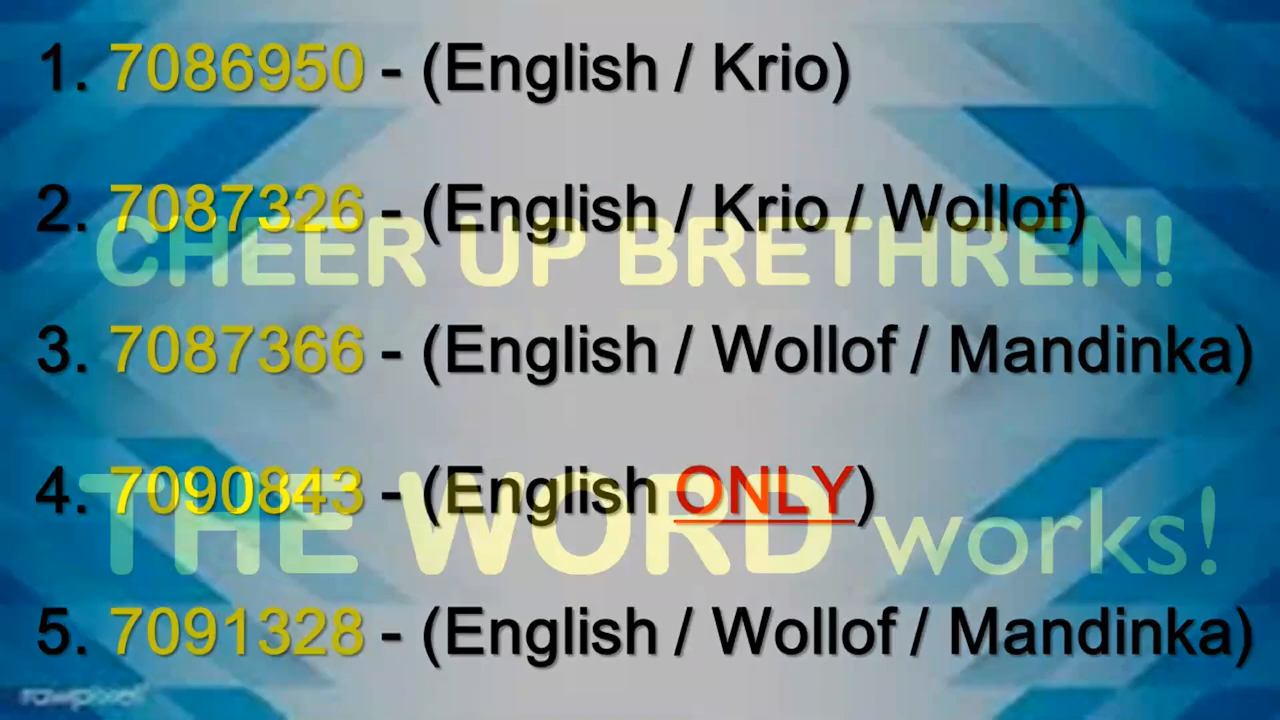 1. 7086950 - (English / Krio)
2. 7087326 - (English / Krio / Wollof)
CHEER UP BRETHREN!
3. 7087366 - (English / Wollof / Mandinka)
4. 7090843 - (English ONLY)
THE WORD works!
5. 7091328 - (English / Wollof / Mandinka)
rawpixel